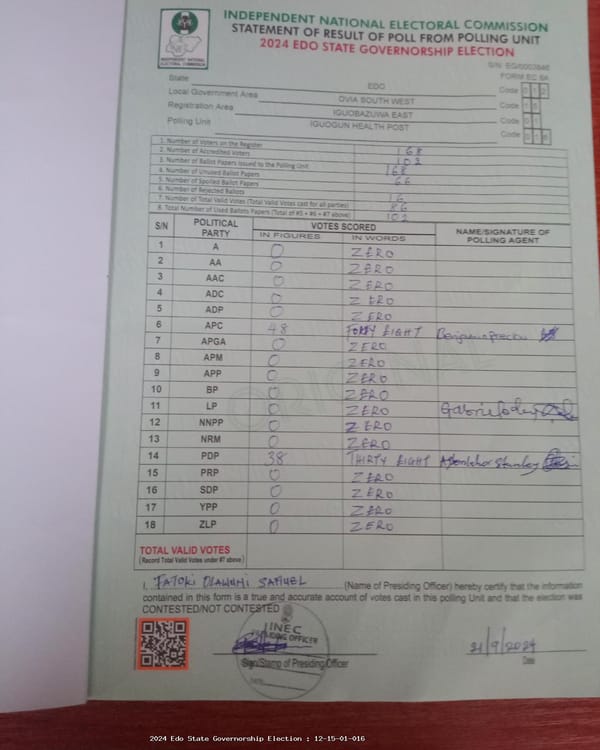 INDEPENDENT NATIONAL ELECTORAL COMMISSION
STATEMENT OF RESULT OF POLL FROM POLLING UNIT
2024 EDO STATE GOVERNORSHIP ELECTION
INDEPENDENT NATIONAL ELECTORAL COMMISSION
FORM EC 8A
State EDO Code 0 1 2
Local Government Area OVIA SOUTH WEST Code 1 5
Registration Area IGUOBAZUWA EAST Code 0 1
Polling Unit IGUOGUN HEALTH POST Code 0 1 6
1. Number of Voters on the Register 168
2. Number of Accredited Voters 102
3. Number of Ballot Papers Issued to the Polling Unit 168
4. Number of Unused Ballot Papers 66
5. Number of Spoiled Ballot Papers
6. Number of Rejected Ballots 16
7. Number of Total Valid Votes (Total Valid Votes cast for all parties) 86
8. Total Number of Used Ballots Papers (Total of #5 + #6 + #7 above) 102
S/N POLITICAL PARTY VOTES SCORED NAME/SIGNATURE OF POLLING AGENT
IN FIGURES IN WORDS
1 A 0 ZERO
2 AA 0 ZERO
3 AAC 0 ZERO
4 ADC 0 ZERO
5 ADP 0 ZERO
6 APC 48 FORTY EIGHT
7 APGA 0 ZERO
8 APM 0 ZERO
9 APP 0 ZERO
10 BP 0 ZERO
11 LP 0 ZERO
12 NNPP 0 ZERO
13 NRM 0 ZERO
14 PDP 38 THIRTY EIGHT Stanley
15 PRP 0 ZERO
16 SDP 0 ZERO
17 YPP 0 ZERO
18 ZLP 0 ZERO
TOTAL VALID VOTES
(Record Total Valid Votes under #7 above)
I, FATOKI OLAWUMI SAMUEL (Name of Presiding Officer) hereby certify that the information
contained in this form is a true and accurate account of votes cast in this polling Unit and that the election was
CONTESTED/NOT CONTESTED
INEC
PRESIDING OFFICER
21/9/2024
Sign/Stamp of Presiding Officer Date
DATE
2024 Edo State Governorship Election : 12-15-01-016